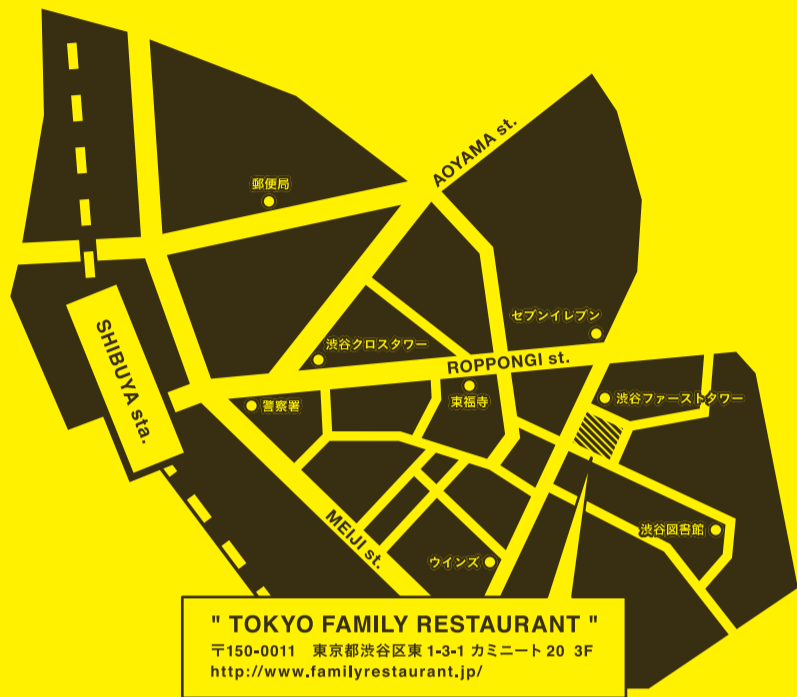 AOYAMA st.
郵便局
セブンイレブン
SHIBUYA sta.
渋谷クロスタワー
ROPPONGI st.
警察署
東福寺
渋谷ファーストタワー
MEIJI st.
渋谷図書館
ウインズ
" TOKYO FAMILY RESTAURANT "
〒150-0011 東京都渋谷区東 1-3-1 カミニート 20 3F
http://www.familyrestaurant.jp/